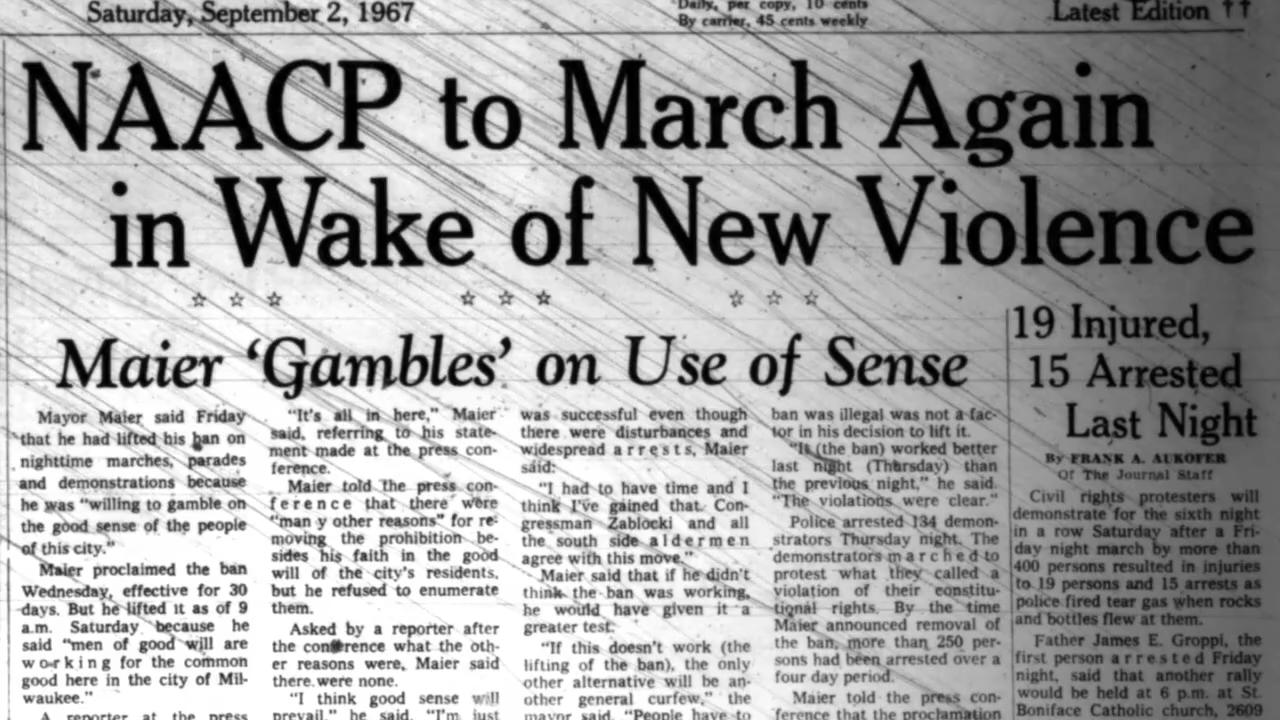 Saturday, September 2, 1967
Daily, per copy, 10 cents
By carrier, 45 cents weekly
Latest Edition ††
NAACP to March Again
in Wake of New Violence
☆ ☆ ☆ ☆ ☆ ☆ ☆ ☆ ☆
Maier ‘Gambles’ on Use of Sense
Mayor Maier said Friday
that he had lifted his ban on
nighttime marches, parades
and demonstrations because
he was “willing to gamble on
the good sense of the people
of this city.”
Maier proclaimed the ban
Wednesday, effective for 30
days. But he lifted it as of 9
a.m. Saturday because he
said “men of good will are
working for the common
good here in the city of Mil-
waukee.”
A reporter at the press
“It’s all in here,” Maier
said, referring to his state-
ment made at the press con-
ference.
Maier told the press con-
ference that there were
“man y other reasons” for re-
moving the prohibition be-
sides his faith in the good
will of the city’s residents,
but he refused to enumerate
them.
Asked by a reporter after
the conference what the oth-
er reasons were, Maier said
there were none.
“I think good sense will
prevail,” he said. “I’m just
was successful even though
there were disturbances and
widespread arrests, Maier
said:
“I had to have time and I
think I’ve gained that. Con-
gressman Zablocki and all
the south side aldermen
agree with this move.”
Maier said that if he didn’t
think the ban was working,
he would have given it a
greater test.
“If this doesn’t work (the
lifting of the ban), the only
other alternative will be an-
other general curfew,” the
mayor said. “People have to
ban was illegal was not a fac-
tor in his decision to lift it.
“It (the ban) worked better
last night (Thursday) than
the previous night,” he said.
“The violations were clear.”
Police arrested 134 demon-
strators Thursday night. The
demonstrators marched to
protest what they called a
violation of their constitu-
tional rights. By the time
Maier announced removal of
the ban, more than 250 per-
sons had been arrested over a
four day period.
Maier told the press con-
ference that the proclamation
19 Injured,
15 Arrested
Last Night
By FRANK A. AUKOFER
Of The Journal Staff
Civil rights protesters will
demonstrate for the sixth night
in a row Saturday after a Fri-
day night march by more than
400 persons resulted in injuries
to 19 persons and 15 arrests as
police fired tear gas when rocks
and bottles flew at them.
Father James E. Groppi, the
first person arrested Friday
night, said that another rally
would be held at 6 p.m. at St.
Boniface Catholic church, 2609